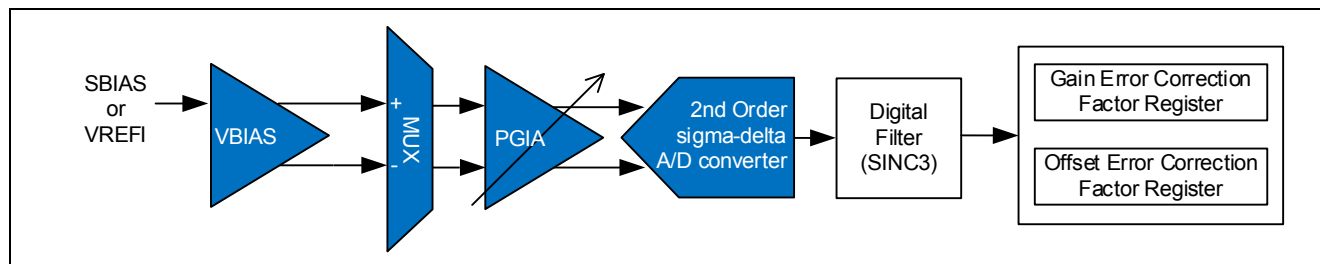 SBIAS
or
VREFI
VBIAS
+
-
MUX
PGIA
2nd Order
sigma-delta
A/D converter
Digital
Filter
(SINC3)
Gain Error Correction
Factor Register
Offset Error Correction
Factor Register